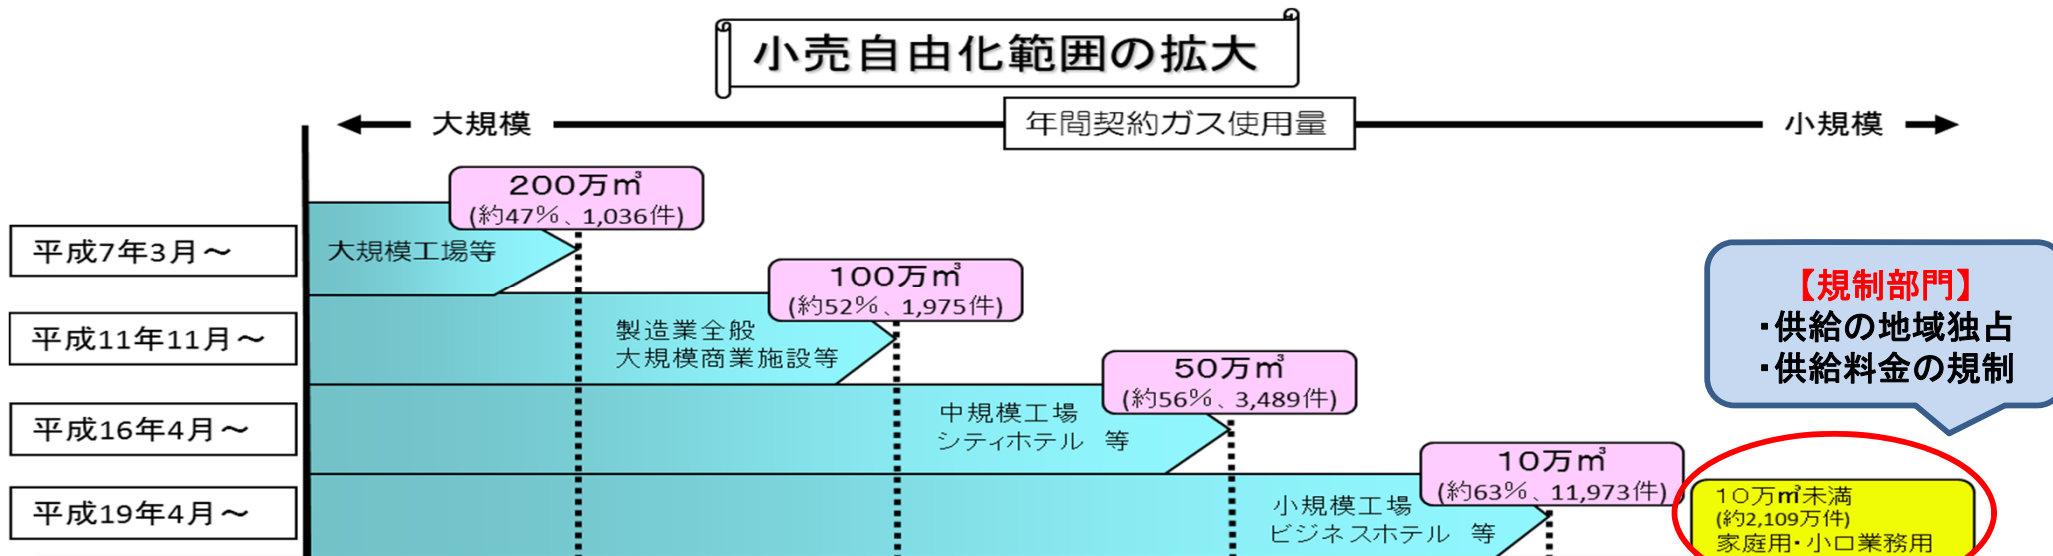 小売自由化範囲の拡大
大規模
年間契約ガス使用量
小規模
200万㎥
(約47%、1,036件)
平成7年3月～
大規模工場等
100万㎥
(約52%、1,975件)
平成11年11月～
製造業全般
大規模商業施設等
【規制部門】
・供給の地域独占
・供給料金の規制
50万㎥
(約56%、3,489件)
平成16年4月～
中規模工場
シティホテル 等
10万㎥
(約63%、11,973件)
平成19年4月～
小規模工場
ビジネスホテル 等
10万㎥未満
(約2,109万件)
家庭用・小口業務用